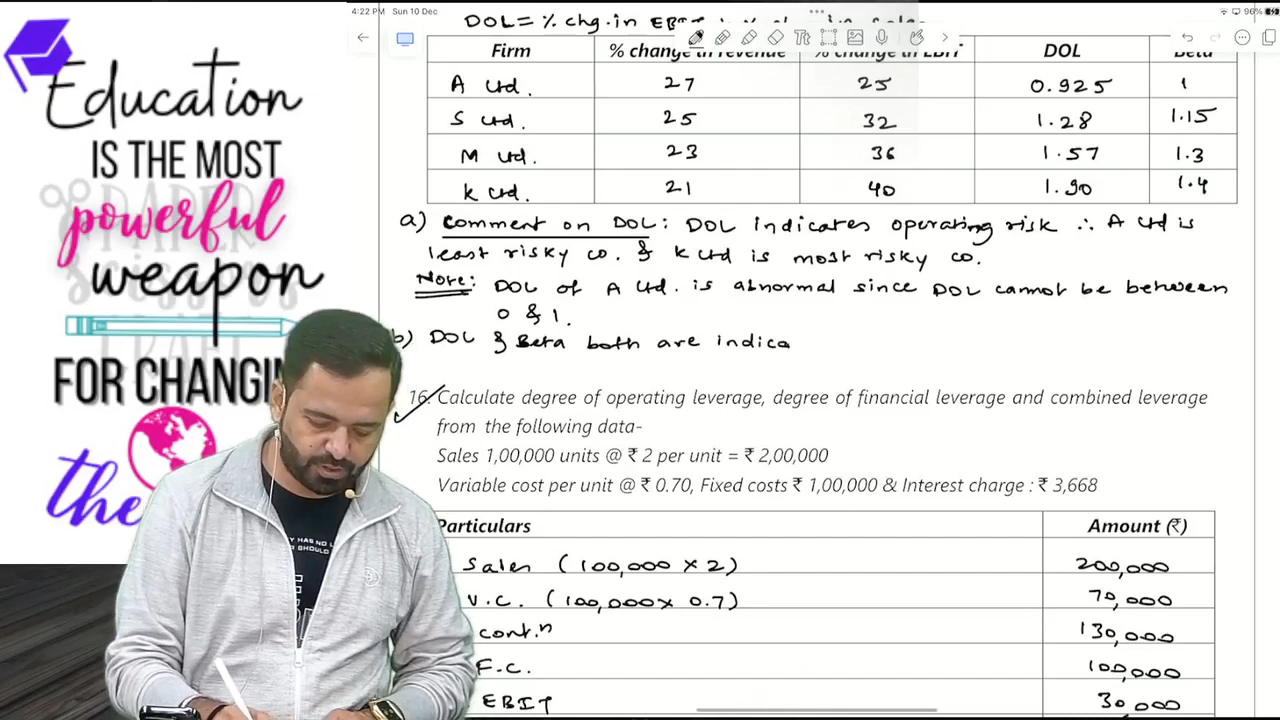 4:22 PM Sun 10 Dec
96%
Education
IS THE MOST
powerful
weapon
FOR CHANGING
the
DOL = % chg. in EBIT
Firm % change in revenue % change in EBIT DOL Beta
A Ltd. 27 25 0.925 1
S Ltd. 25 32 1.28 1.15
M Ltd. 23 36 1.57 1.3
K Ltd. 21 40 1.90 1.4
a) Comment on DOL: DOL indicates operating risk ∴ A Ltd is
least risky co. & K Ltd is most risky co.
Note: DOL of A Ltd. is abnormal since DOL cannot be between
0 & 1.
b) DOL & Beta both are indica
16. Calculate degree of operating leverage, degree of financial leverage and combined leverage
from the following data-
Sales 1,00,000 units @ ₹ 2 per unit = ₹ 2,00,000
Variable cost per unit @ ₹ 0.70, Fixed costs ₹ 1,00,000 & Interest charge : ₹ 3,668
Particulars Amount (₹)
Sales (100,000 × 2) 200,000
V.C. (100,000 × 0.7) 70,000
cont.n 130,000
F.C. 100,000
EBIT 30,000